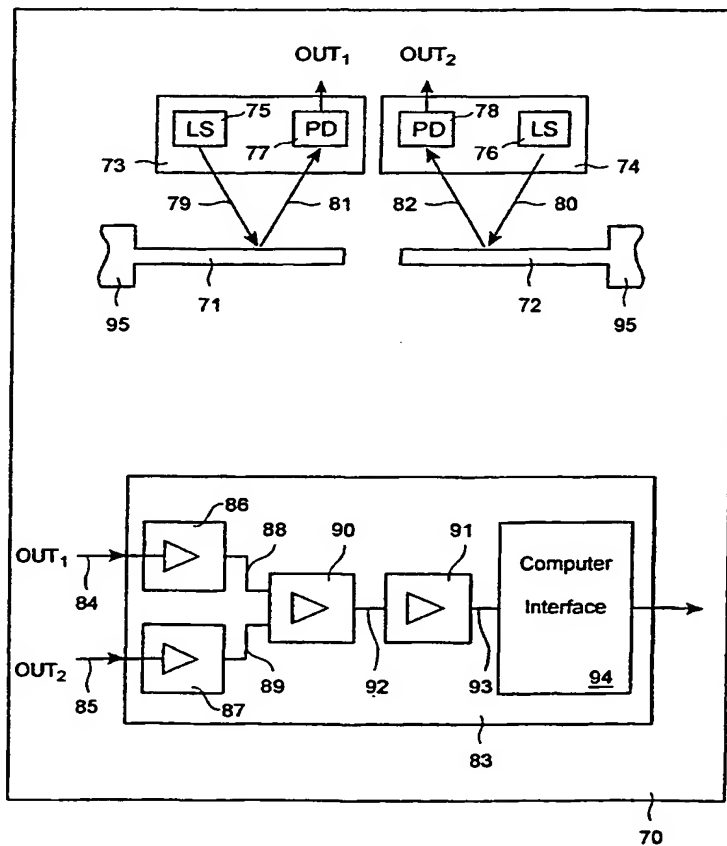 OUT₁ OUT₂
75 78
LS PD PD LS
73 77 76 74
79 81 82 80
71 72
95 95
86
88 90 91
OUT₁ Computer
84 Interface
OUT₂ 89 92 93 94
85 87
83
70